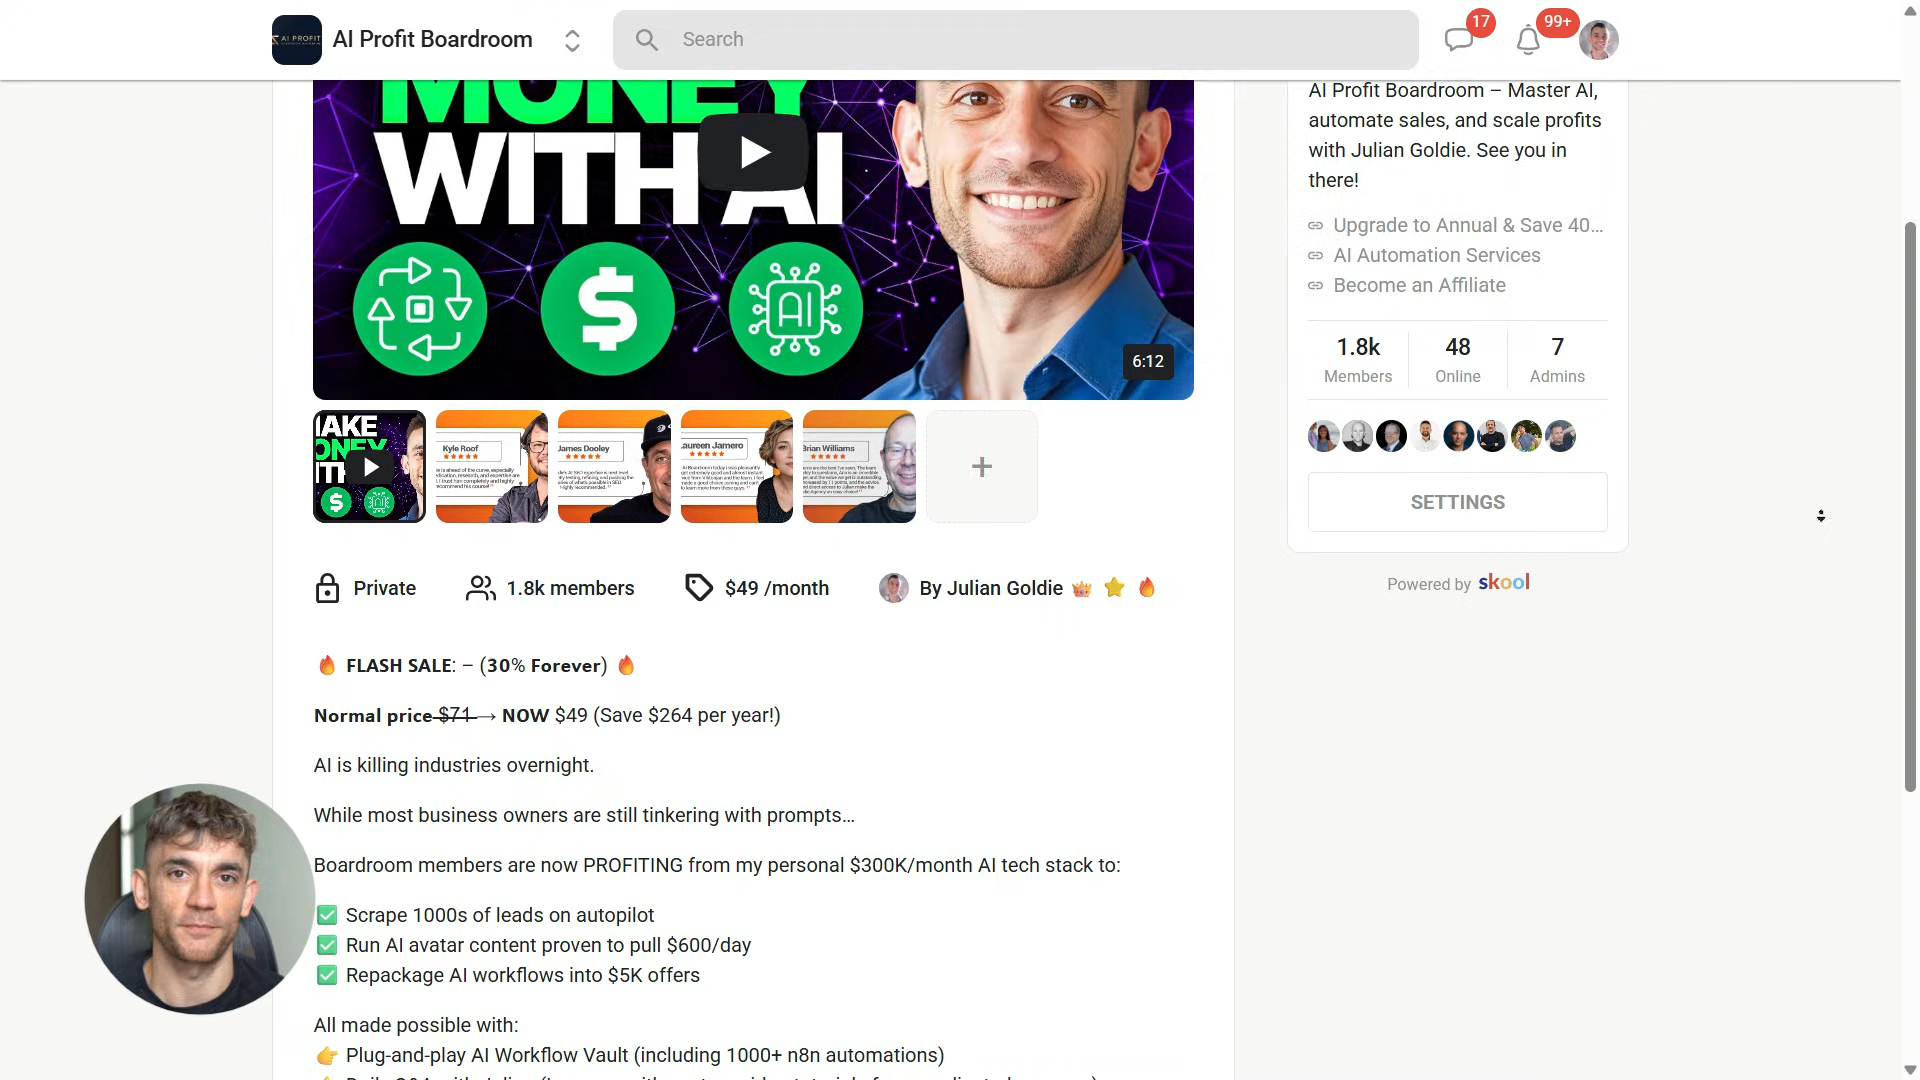 AI PROFIT
AI Profit Boardroom
Search
17
99+
MONEY
WITH AI
6:12
AI Profit Boardroom – Master AI,
automate sales, and scale profits
with Julian Goldie. See you in
there!
Upgrade to Annual & Save 40...
AI Automation Services
Become an Affiliate
1.8k
Members
48
Online
7
Admins
SETTINGS
Powered by skool
MAKE
MONEY
Kyle Roof
James Dooley
aureen Jamero
Brian Williams
Private
1.8k members
$49 /month
By Julian Goldie
FLASH SALE: – (30% Forever)
Normal price $71 → NOW $49 (Save $264 per year!)
AI is killing industries overnight.
While most business owners are still tinkering with prompts…
Boardroom members are now PROFITING from my personal $300K/month AI tech stack to:
Scrape 1000s of leads on autopilot
Run AI avatar content proven to pull $600/day
Repackage AI workflows into $5K offers
All made possible with:
Plug-and-play AI Workflow Vault (including 1000+ n8n automations)